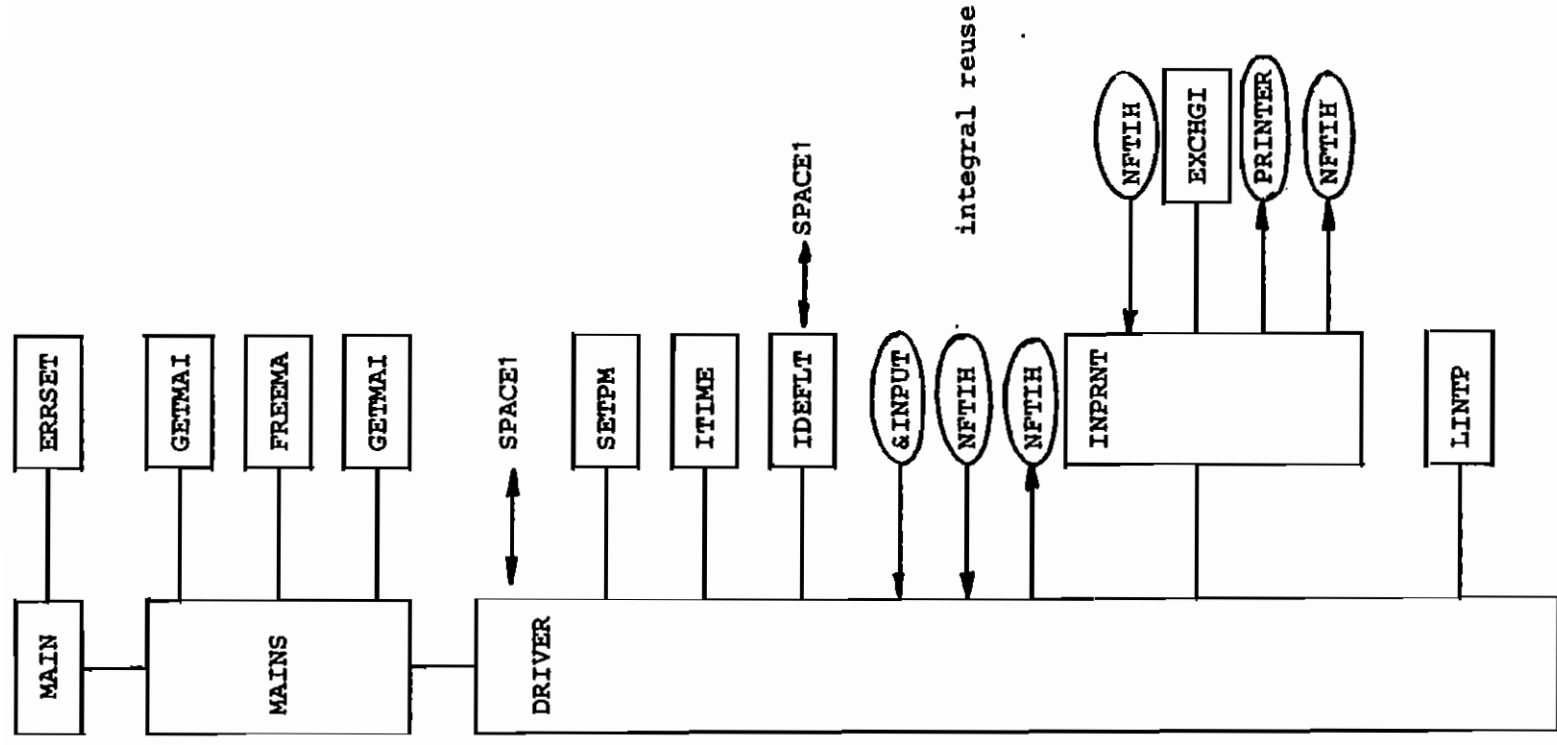 MAIN
ERRSET
MAINS
GETMAI
FREEMA
GETMAI
DRIVER
SPACE1
SETPM
ITIME
IDEFLT
SPACE1
&INPUT
NFTIH
integral reuse
NFTIH
INPRNT
NFTIH
EXCHGI
PRINTER
NFTIH
LINTP